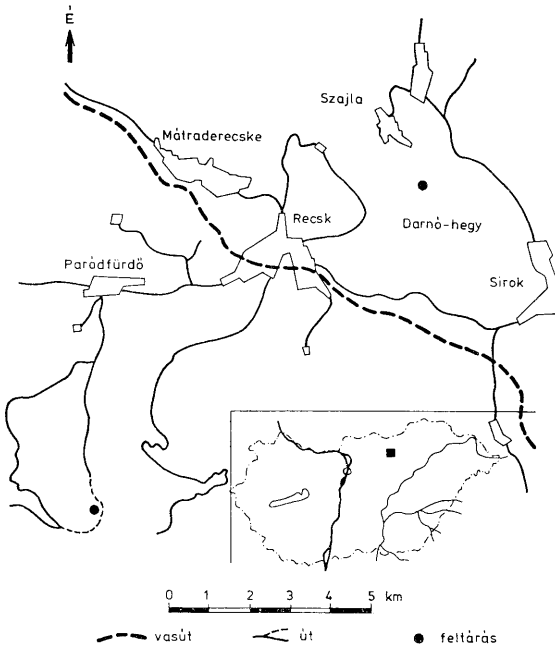 É
Szajla
Mátraderecske
Recsk
Darnó-hegy
Parádfürdő
Sirok
0 1 2 3 4 5 km
vasút út feltárás